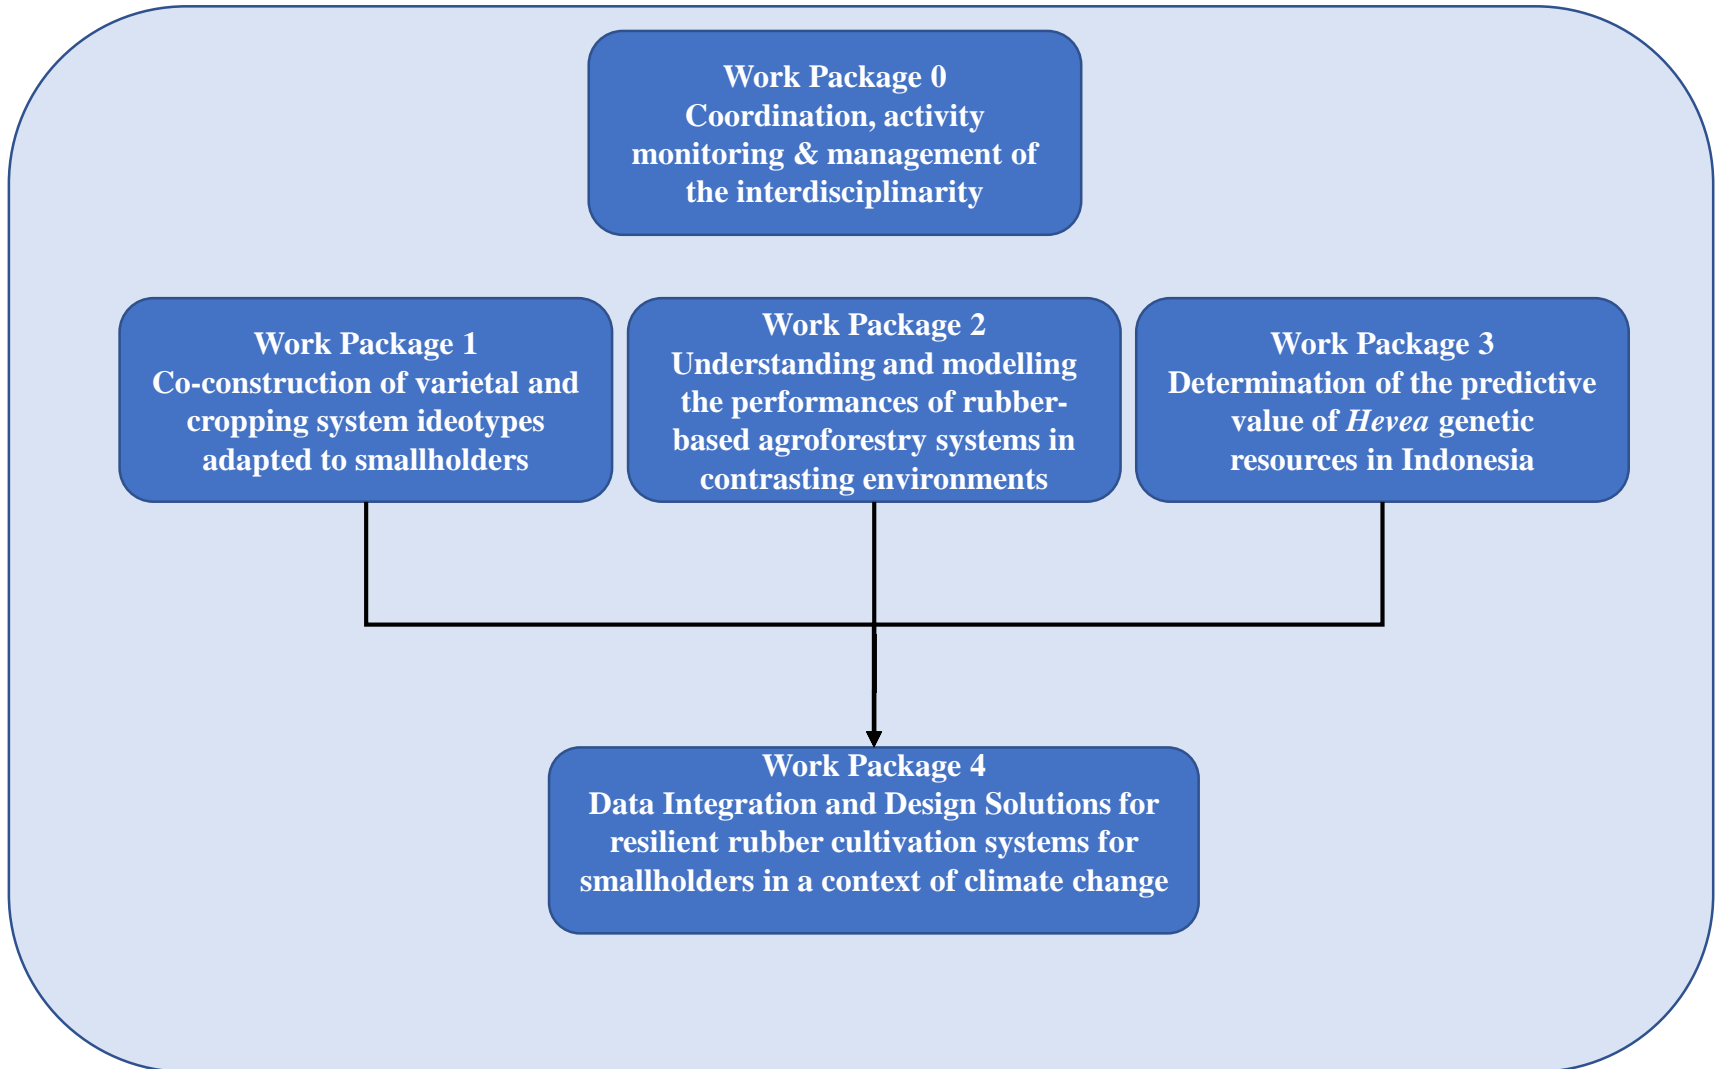 Work Package 0
Coordination, activity
monitoring & management of
the interdisciplinarity
Work Package 1
Co-construction of varietal and
cropping system ideotypes
adapted to smallholders
Work Package 2
Understanding and modelling
the performances of rubber-
based agroforestry systems in
contrasting environments
Work Package 3
Determination of the predictive
value of Hevea genetic
resources in Indonesia
Work Package 4
Data Integration and Design Solutions for
resilient rubber cultivation systems for
smallholders in a context of climate change